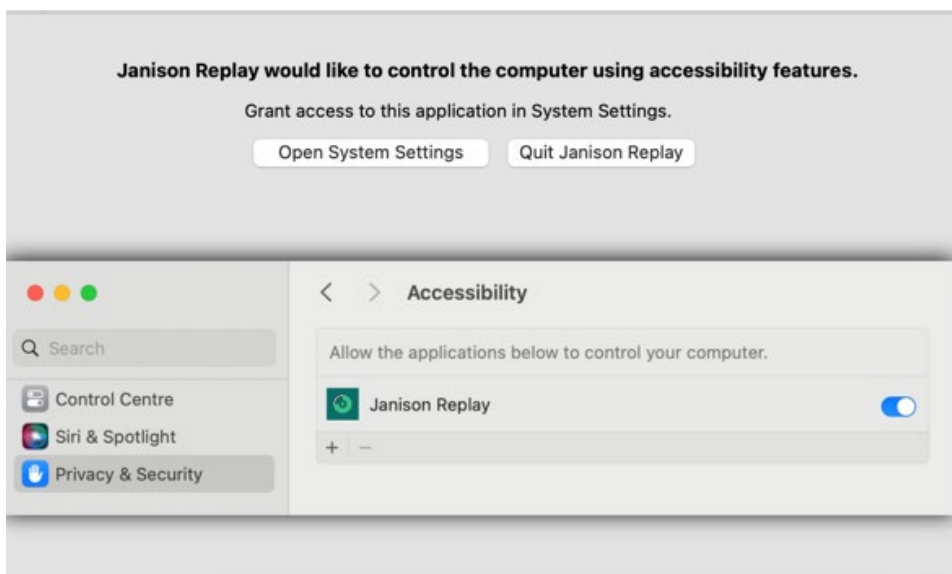 Janison Replay would like to control the computer using accessibility features.
Grant access to this application in System Settings.
Open System Settings Quit Janison Replay
Accessibility
Search
Allow the applications below to control your computer.
Control Centre
Janison Replay
Siri & Spotlight
Privacy & Security